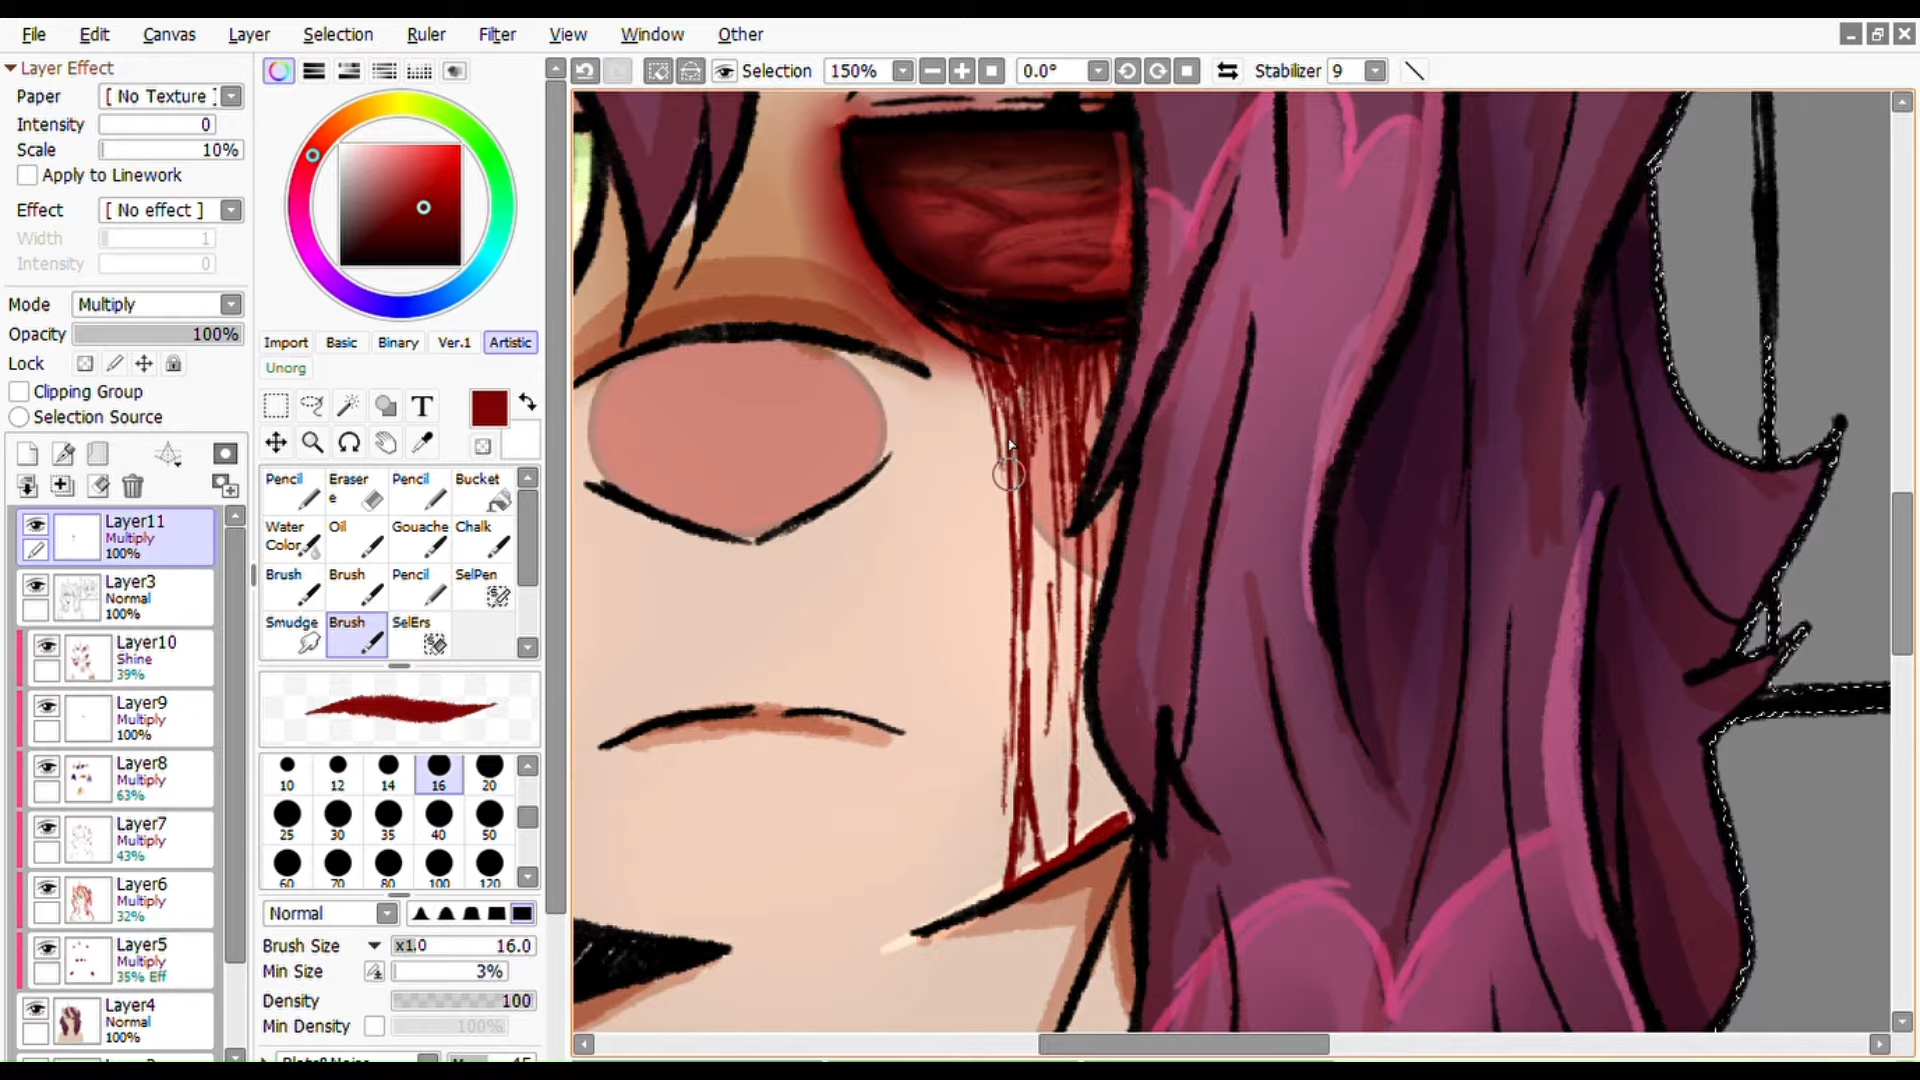 File Edit Canvas Layer Selection Ruler Filter View Window Other
Layer Effect
Paper [ No Texture ]
Intensity 0
Scale 10%
Apply to Linework
Effect [ No effect ]
Width 1
Intensity 0
Mode Multiply
Opacity 100%
Lock
Clipping Group
Selection Source
Layer11
Multiply
100%
Layer3
Normal
100%
Layer10
Shine
39%
Layer9
Multiply
100%
Layer8
Multiply
63%
Layer7
Multiply
43%
Layer6
Multiply
32%
Layer5
Multiply
35% Eff
Layer4
Normal
100%
Import Basic Binary Ver.1 Artistic
Unorg
T
Pencil Eraser e Pencil Bucket
Water Color Oil Gouache Chalk
Brush Brush Pencil SelPen
Smudge Brush SelErs
10 12 14 16 20
25 30 35 40 50
60 70 80 100 120
Normal
Brush Size x1.0 16.0
Min Size 3%
Density 100
Min Density 100%
Selection 150% 0.0° Stabilizer 9